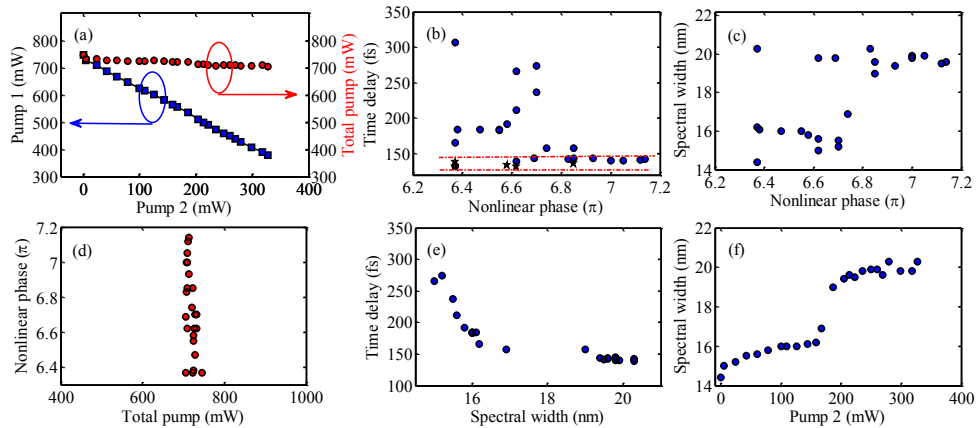 (a)
Pump 1 (mW)
800
700
600
500
400
300
0 100 200 300 400
Pump 2 (mW)
800
700
600
500
400
300
Total pump (mW)
(b)
Time delay (fs)
350
300
250
200
150
100
6.2 6.4 6.6 6.8 7 7.2
Nonlinear phase (π)
(c)
Spectral width (nm)
22
20
18
16
14
6.2 6.4 6.6 6.8 7 7.2
Nonlinear phase (π)
(d)
Nonlinear phase (π)
7.2
7
6.8
6.6
6.4
400 600 800 1000
Total pump (mW)
(e)
Time delay (fs)
350
300
250
200
150
100
16 18 20
Spectral width (nm)
(f)
Spectral width (nm)
22
20
18
16
14
0 100 200 300 400
Pump 2 (mW)